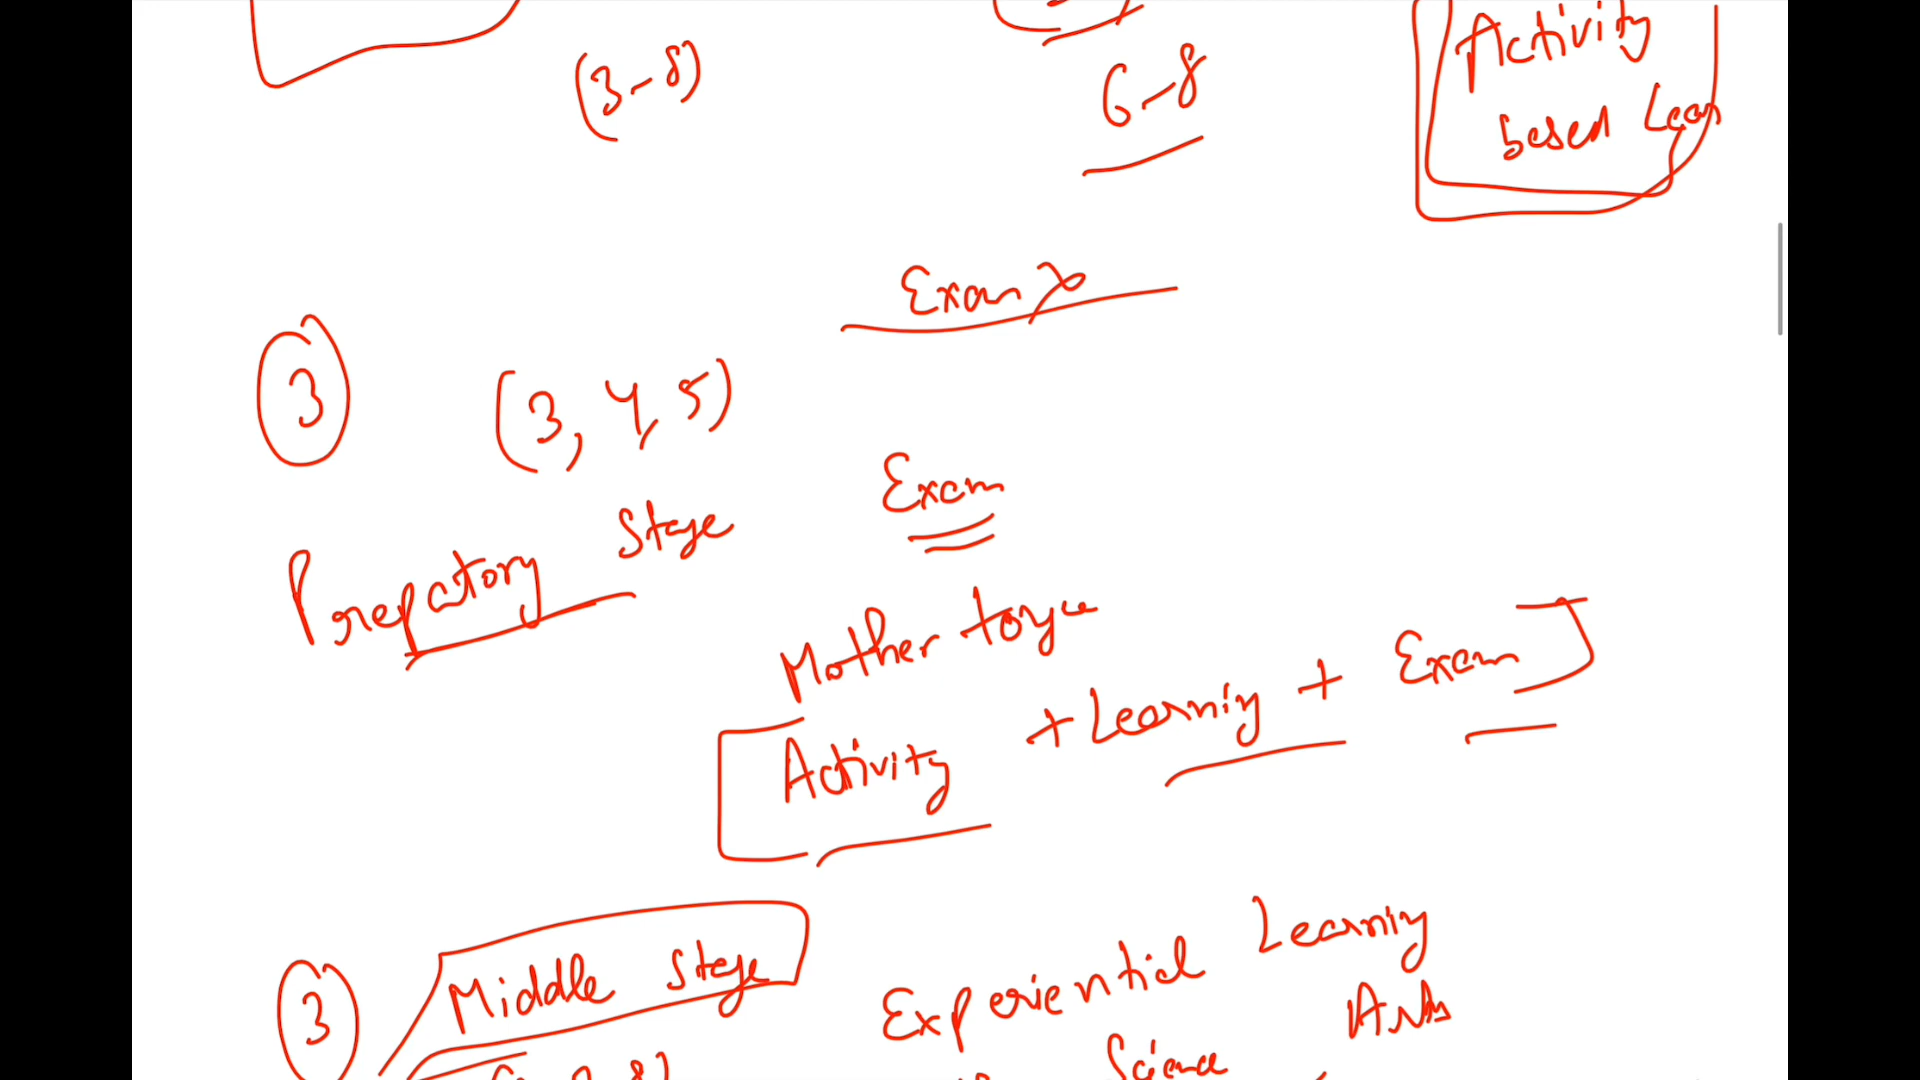 Activity
(3-8)
6-8
based Learn
Exam
3
(3, 4, 5)
Exam
Stage
Prepatory
Mother tongue
Activity + Learning + Exam
Middle Stage
Experiential Learning
3
Arts
Science